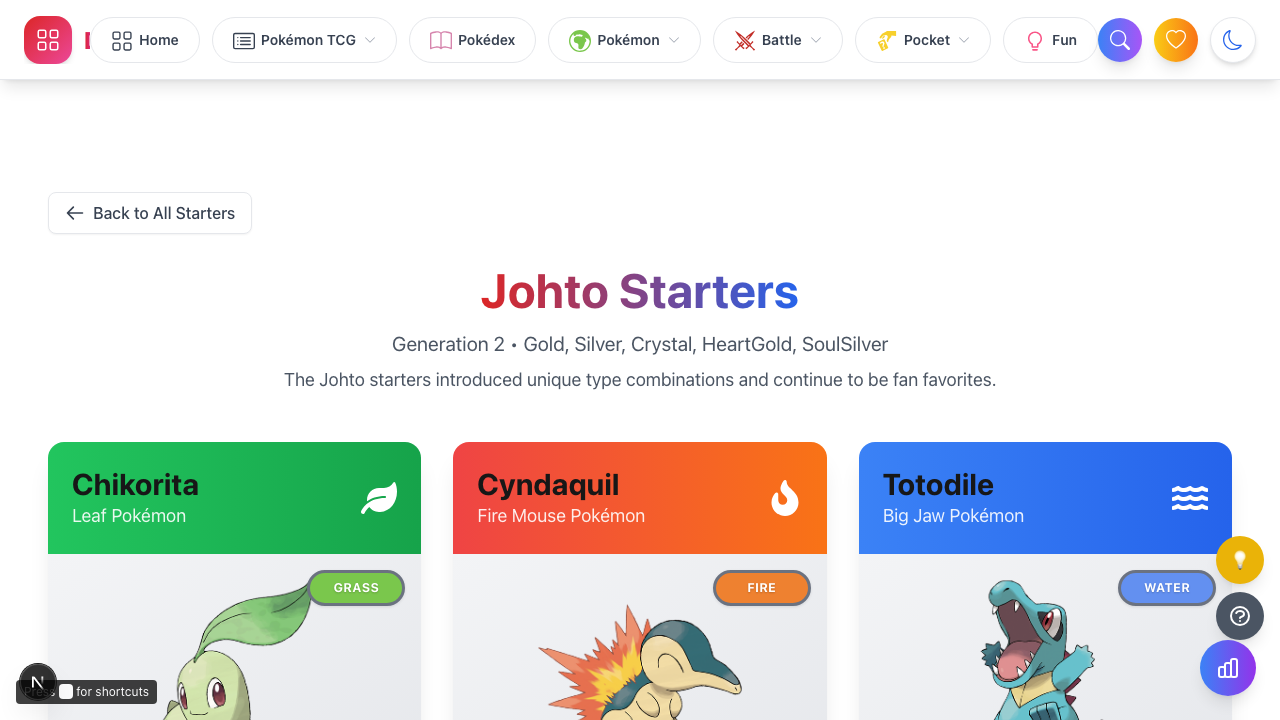 Home
Pokémon TCG
Pokédex
Pokémon
Battle
Pocket
Fun
Back to All Starters
Johto Starters
Generation 2 • Gold, Silver, Crystal, HeartGold, SoulSilver
The Johto starters introduced unique type combinations and continue to be fan favorites.
Chikorita
Leaf Pokémon
GRASS
Cyndaquil
Fire Mouse Pokémon
FIRE
Totodile
Big Jaw Pokémon
WATER
N
for shortcuts